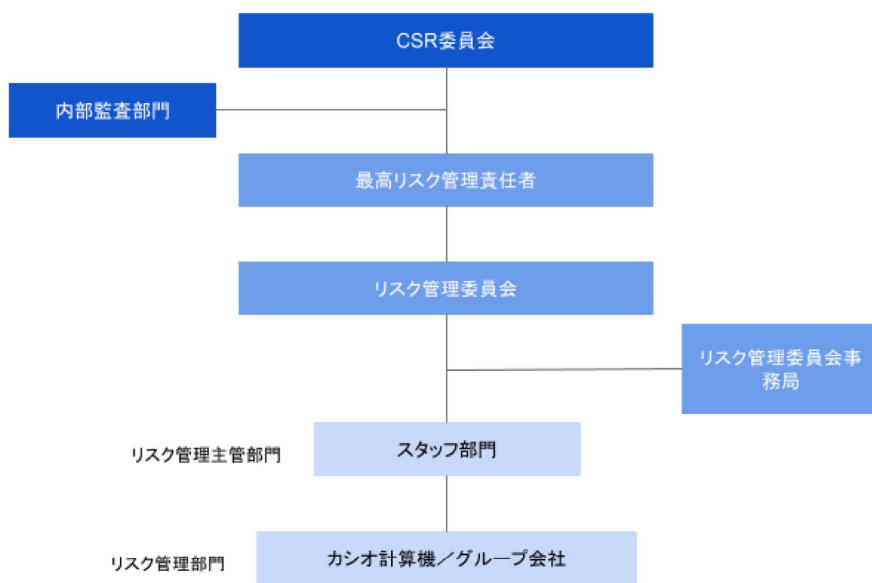 CSR委員会
内部監査部門
最高リスク管理責任者
リスク管理委員会
リスク管理委員会事
務局
リスク管理主管部門
スタッフ部門
リスク管理部門
カシオ計算機／グループ会社